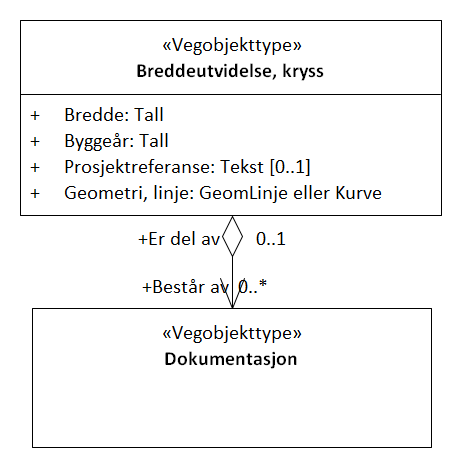 «Vegobjekttype»
Breddeutvidelse, kryss
+ Bredde: Tall
+ Byggeår: Tall
+ Prosjektreferanse: Tekst [0..1]
+ Geometri, linje: GeomLinje eller Kurve
+Er del av 0..1
+Består av 0..*
«Vegobjekttype»
Dokumentasjon